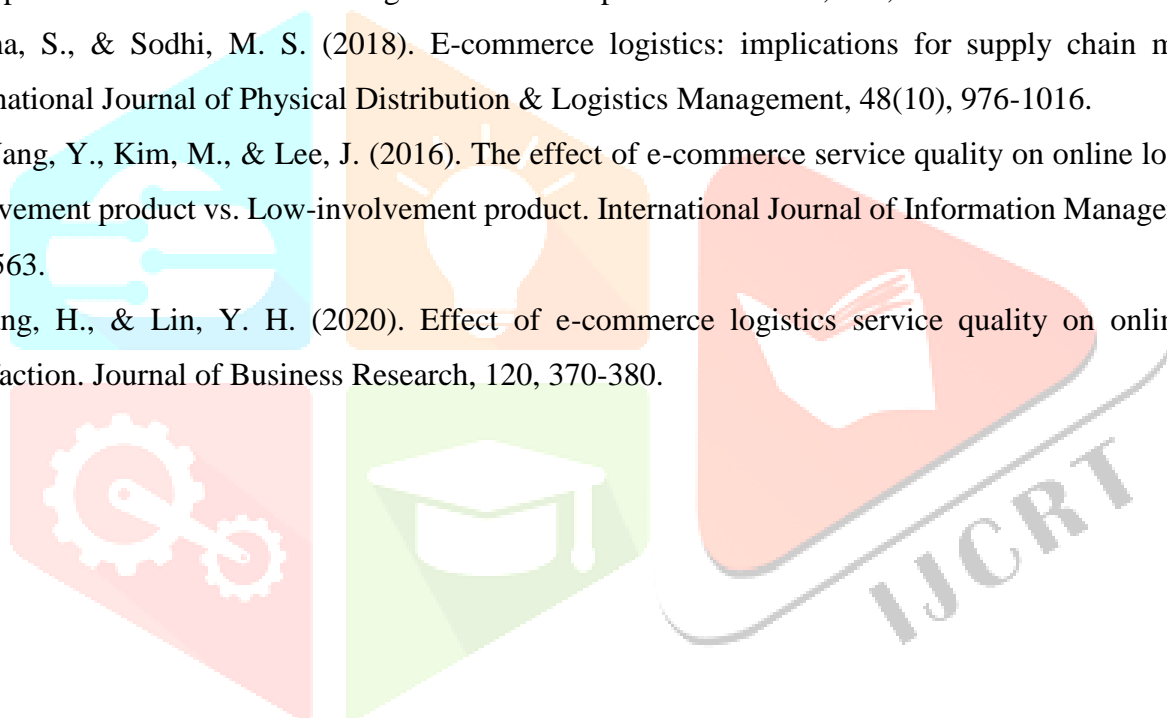 na, S., & Sodhi, M. S. (2018). E-commerce logistics: implications for supply chain m
national Journal of Physical Distribution & Logistics Management, 48(10), 976-1016.
ang, Y., Kim, M., & Lee, J. (2016). The effect of e-commerce service quality on online lo
vement product vs. Low-involvement product. International Journal of Information Manage
563.
ng, H., & Lin, Y. H. (2020). Effect of e-commerce logistics service quality on onlin
action. Journal of Business Research, 120, 370-380.
IJCRT